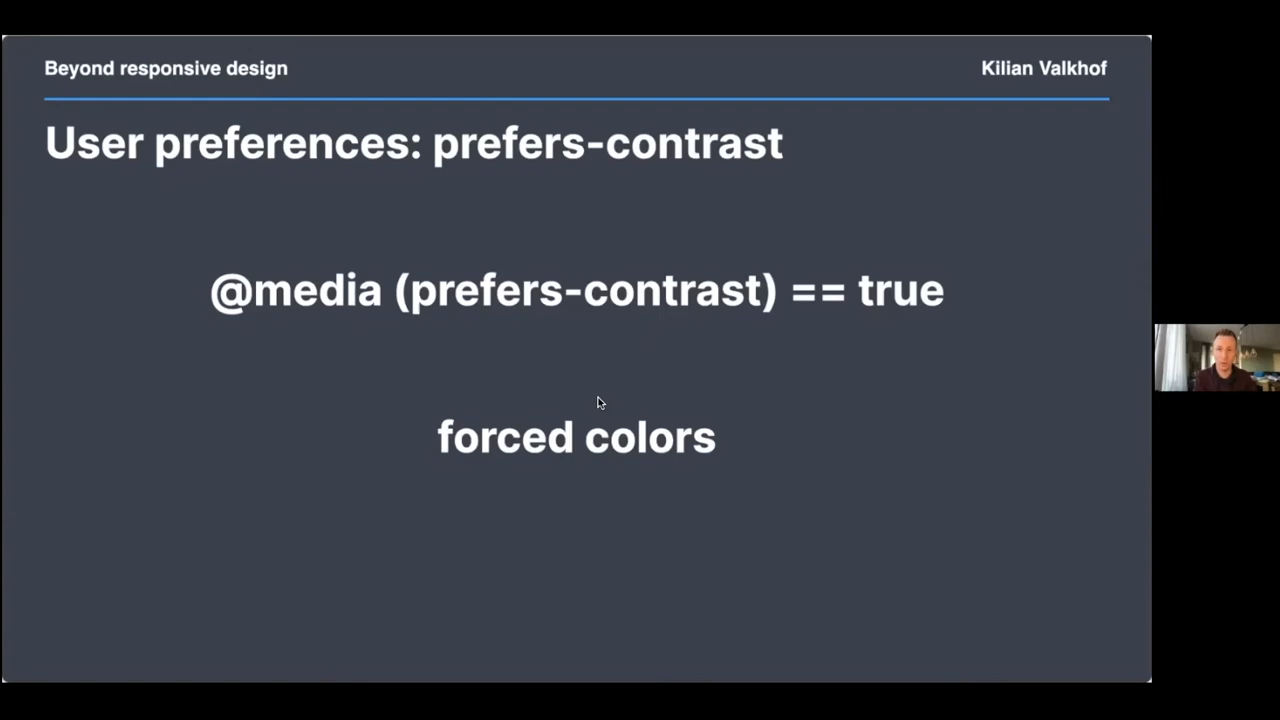 Beyond responsive design
Kilian Valkhof
User preferences: prefers-contrast
@media (prefers-contrast) == true
forced colors